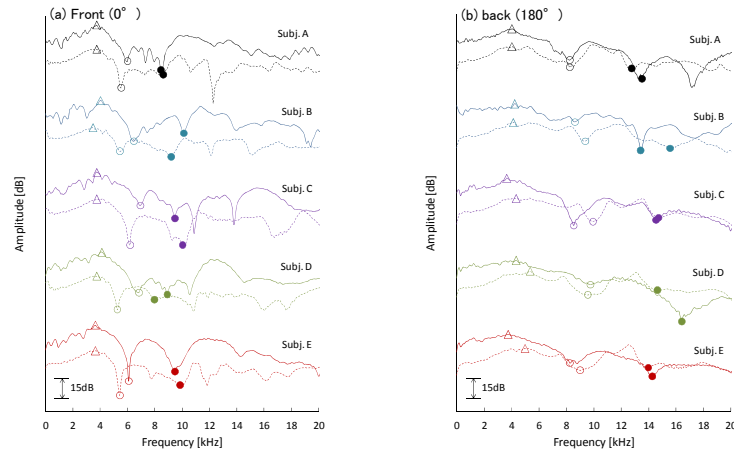 (a) Front (0°)
Subj. A
Subj. B
Subj. C
Subj. D
Subj. E
15dB
Amplitude [dB]
0 2 4 6 8 10 12 14 16 18 20
Frequency [kHz]
(b) back (180°)
Subj. A
Subj. B
Subj. C
Subj. D
Subj. E
15dB
Amplitude [dB]
0 2 4 6 8 10 12 14 16 18 20
Frequency [kHz]